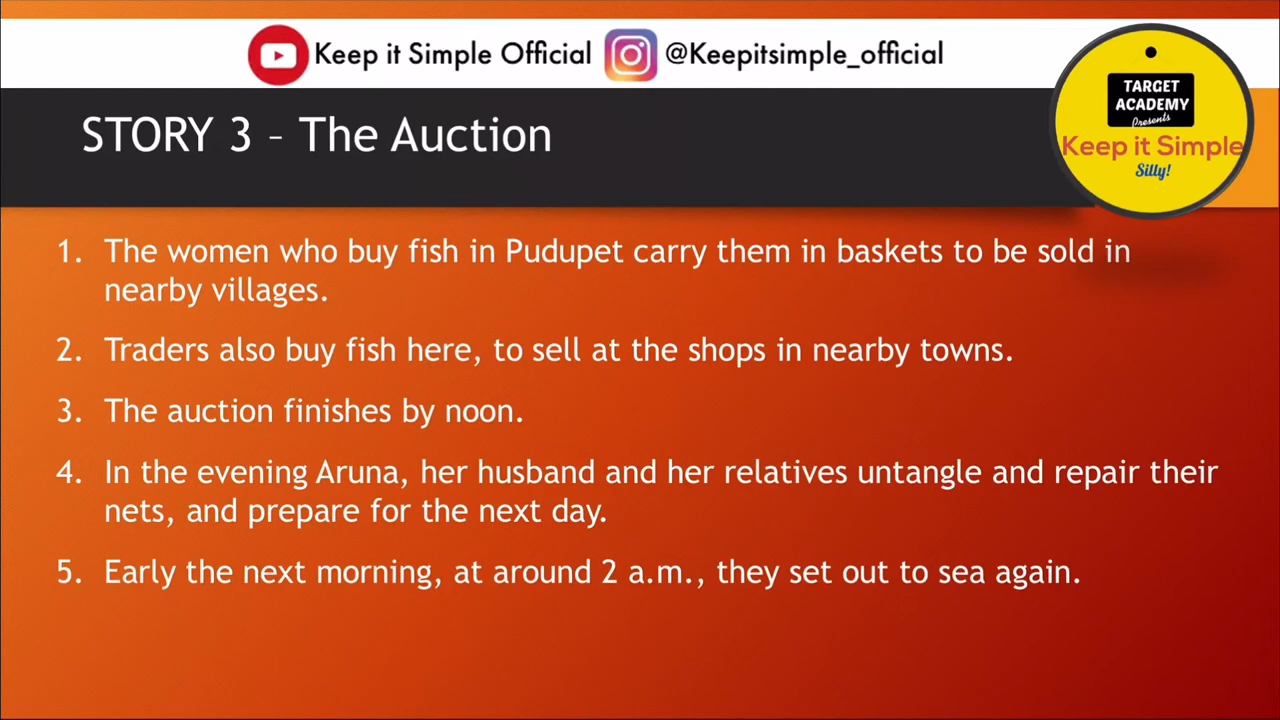 Keep it Simple Official @Keepitsimple_official
TARGET
ACADEMY
Presents
Keep it Simple
Silly!
STORY 3 – The Auction
1. The women who buy fish in Pudupet carry them in baskets to be sold in
nearby villages.
2. Traders also buy fish here, to sell at the shops in nearby towns.
3. The auction finishes by noon.
4. In the evening Aruna, her husband and her relatives untangle and repair their
nets, and prepare for the next day.
5. Early the next morning, at around 2 a.m., they set out to sea again.